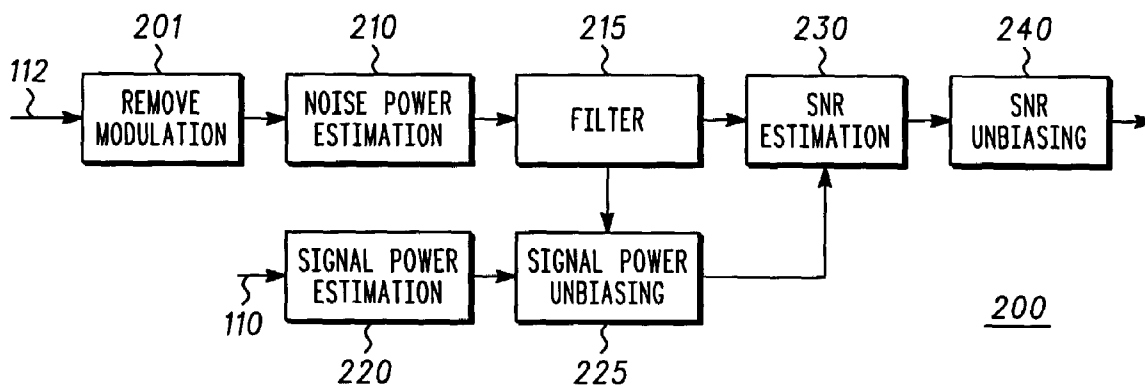 201
210
215
230
240
112
REMOVE
MODULATION
NOISE POWER
ESTIMATION
FILTER
SNR
ESTIMATION
SNR
UNBIASING
SIGNAL POWER
ESTIMATION
SIGNAL POWER
UNBIASING
110
220
225
200